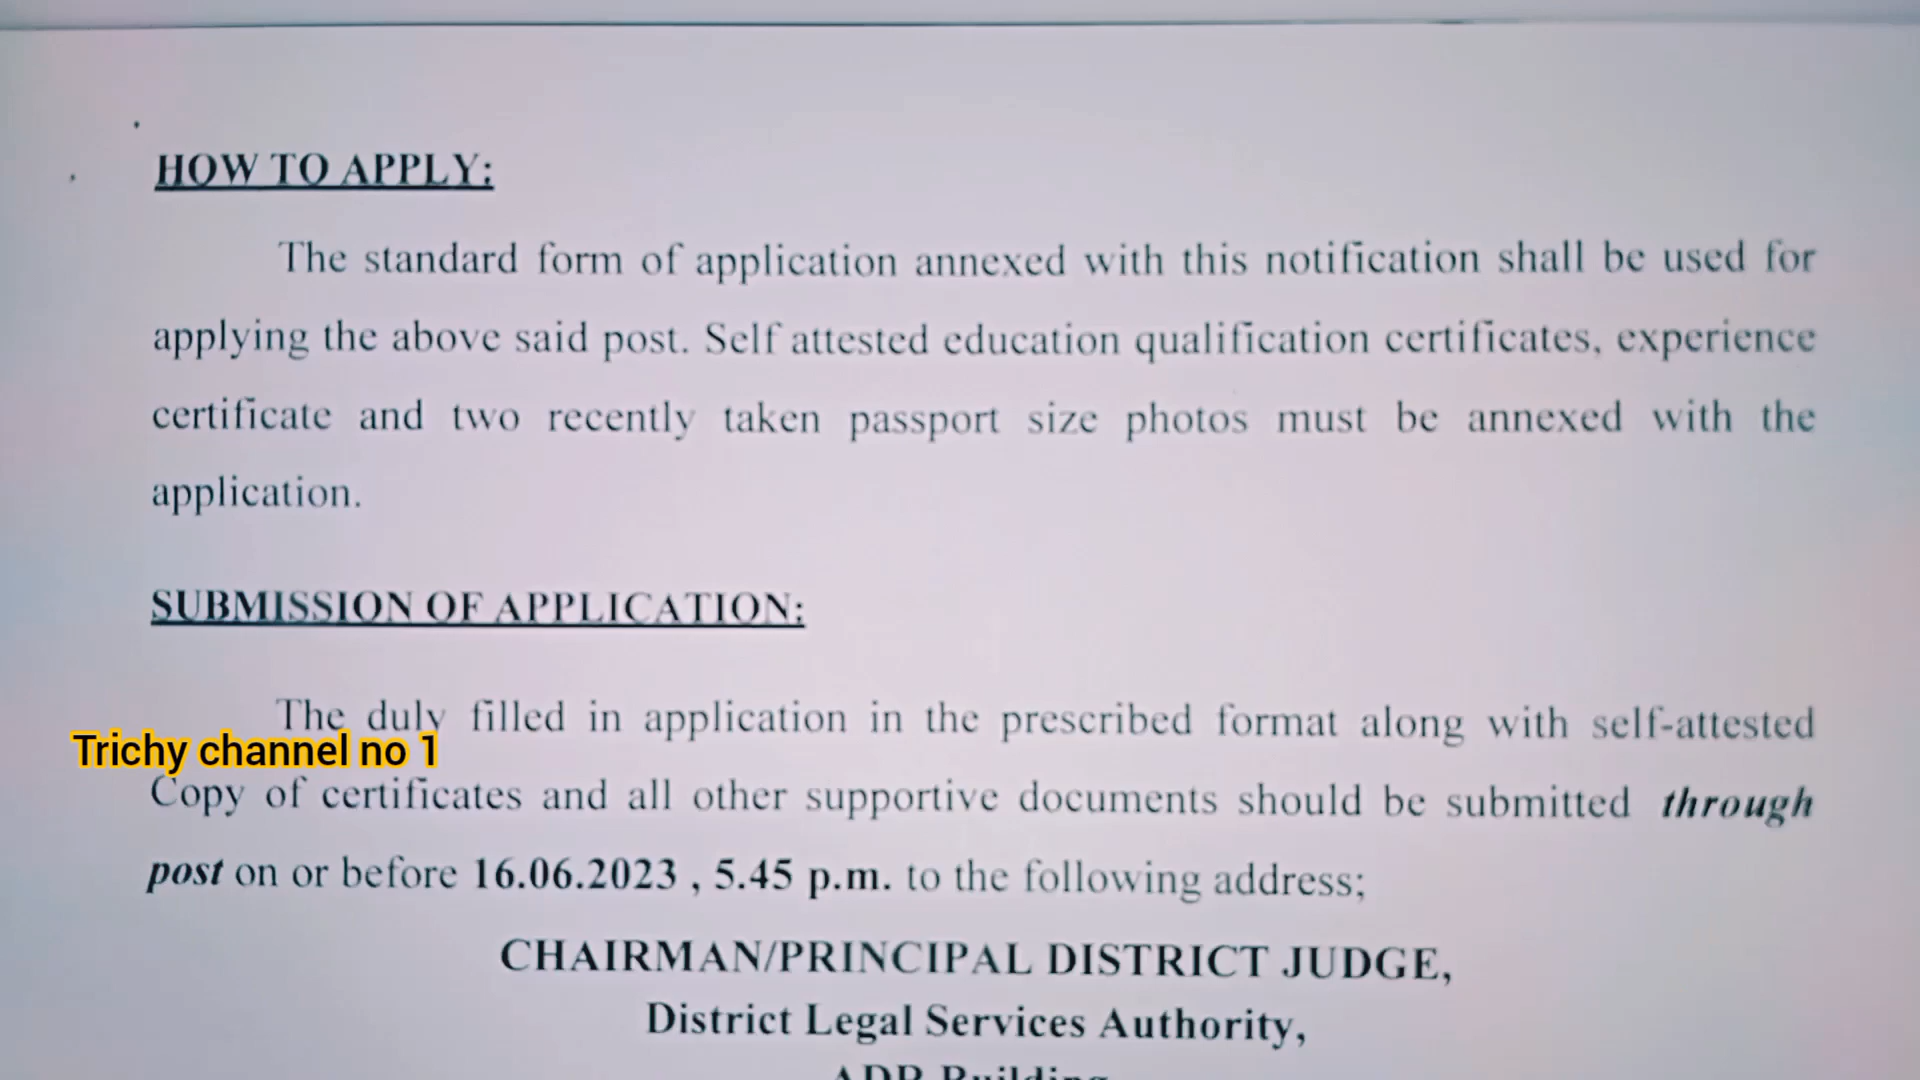 HOW TO APPLY:
The standard form of application annexed with this notification shall be used for
applying the above said post. Self attested education qualification certificates, experience
certificate and two recently taken passport size photos must be annexed with the
application.
SUBMISSION OF APPLICATION:
The duly filled in application in the prescribed format along with self-attested
Trichy channel no 1
Copy of certificates and all other supportive documents should be submitted through
post on or before 16.06.2023 , 5.45 p.m. to the following address;
CHAIRMAN/PRINCIPAL DISTRICT JUDGE,
District Legal Services Authority,
ADR Building